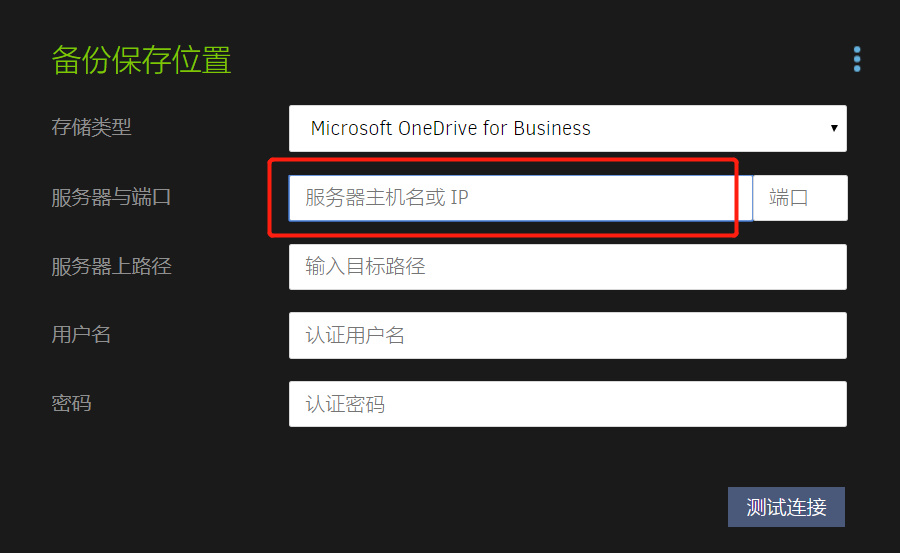 备份保存位置
存储类型 Microsoft OneDrive for Business
服务器与端口 服务器主机名或 IP 端口
服务器上路径 输入目标路径
用户名 认证用户名
密码 认证密码
测试连接